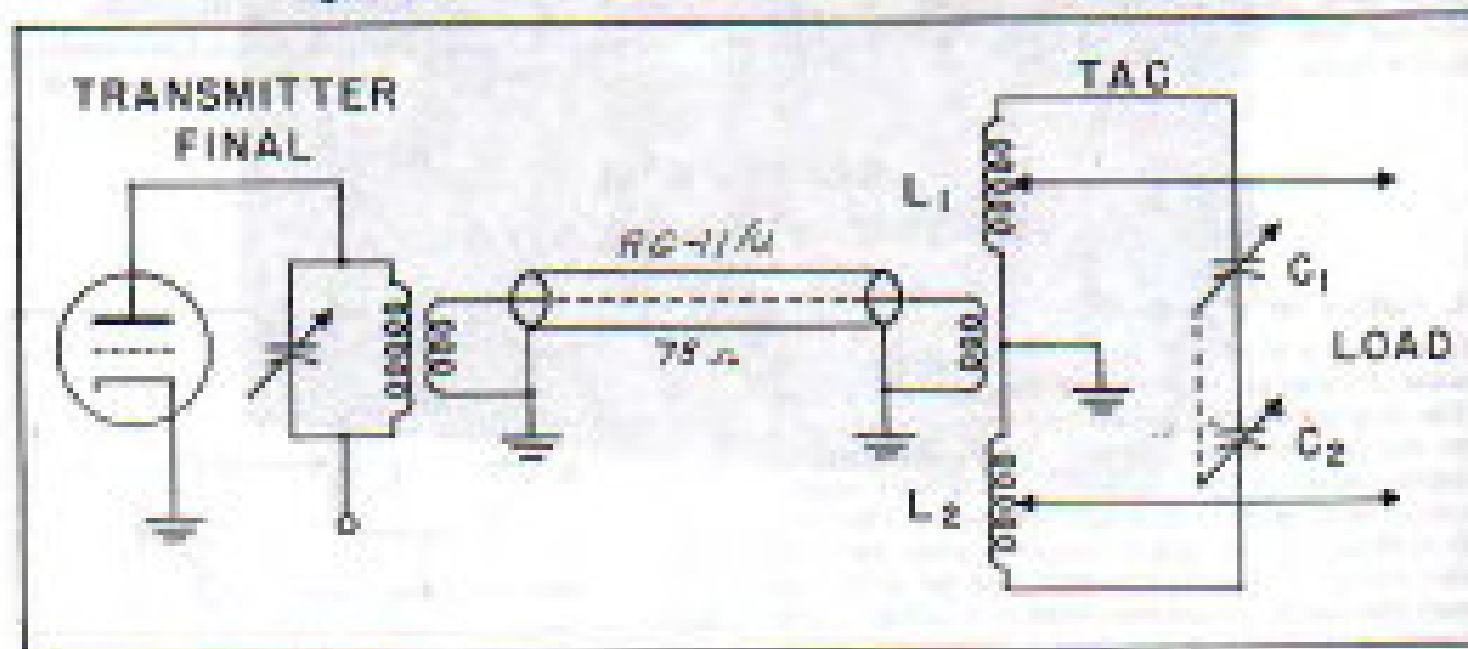 TRANSMITTER
FINAL
TAC
L1
RG-11/U
C1
75 Ω
LOAD
C2
L2